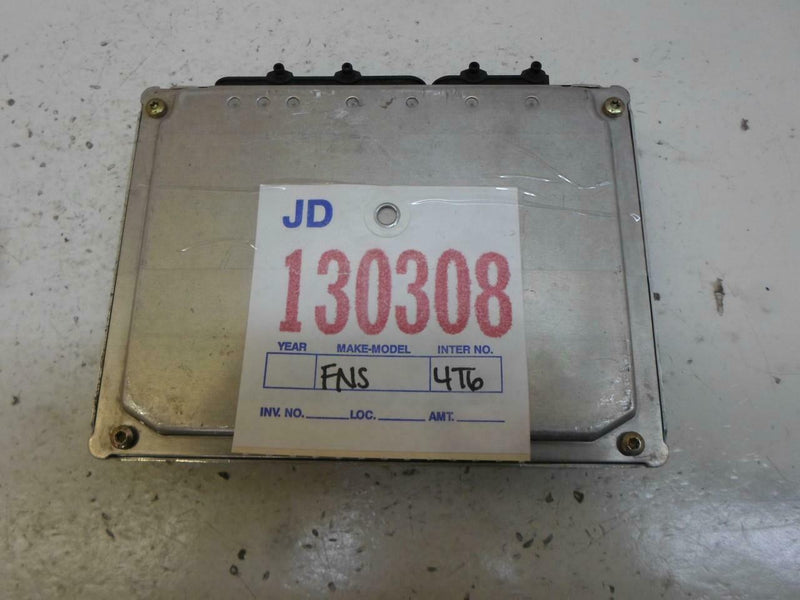 JD
130308
YEAR MAKE-MODEL INTER NO.
FNS 4T6
INV. NO. LOC. AMT.